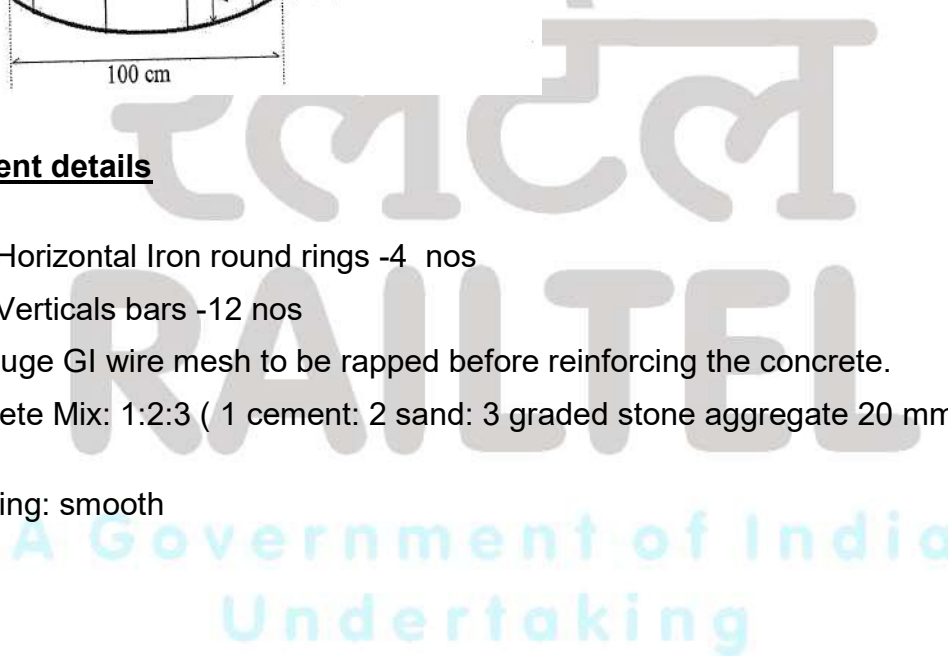 100 cm
रेलटेल
ent details
Horizontal Iron round rings -4 nos
Verticals bars -12 nos
uge GI wire mesh to be rapped before reinforcing the concrete.
RAILTEL
ete Mix: 1:2:3 ( 1 cement: 2 sand: 3 graded stone aggregate 20 mm
ing: smooth
A Government of India
Undertaking